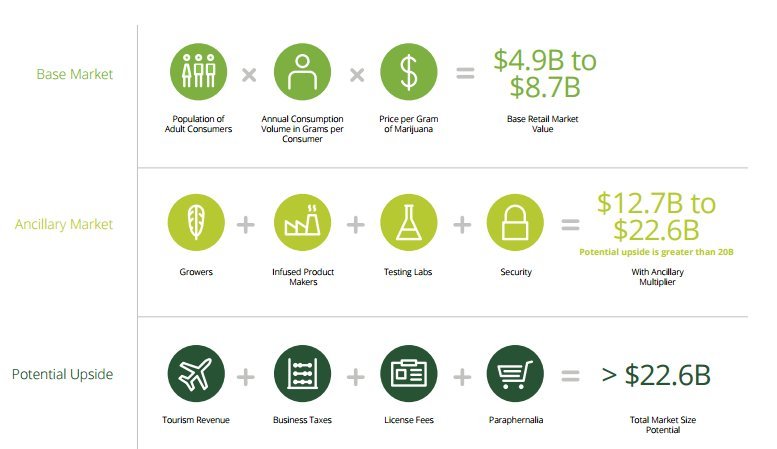 Base Market
×
×
=
$4.9B to
$8.7B
Population of
Adult Consumers
Annual Consumption
Volume in Grams per
Consumer
Price per Gram
of Marijuana
Base Retail Market
Value
Ancillary Market
+
+
+
=
$12.7B to
$22.6B
Potential upside is greater than 20B
Growers
Infused Product
Makers
Testing Labs
Security
With Ancillary
Multiplier
Potential Upside
$
+
+
+
=
> $22.6B
Tourism Revenue
Business Taxes
License Fees
Paraphernalia
Total Market Size
Potential